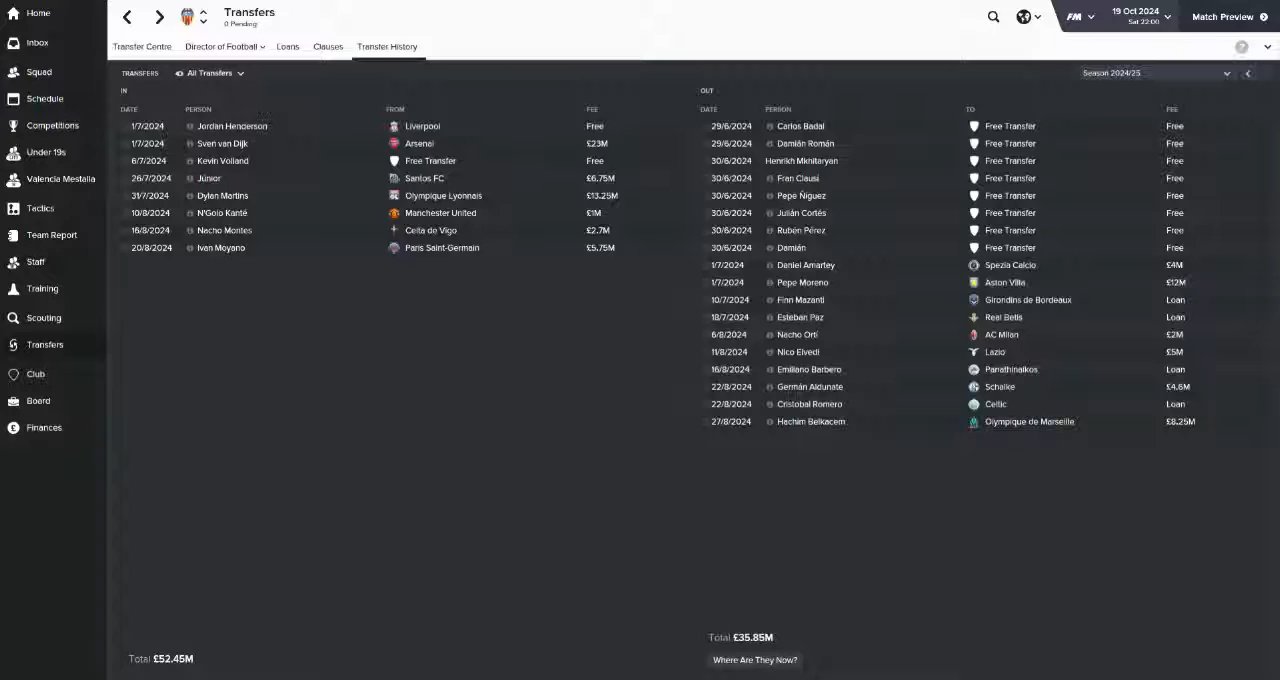 Home
Inbox
Squad
Schedule
Competitions
Under 19s
Valencia Mestalla
Tactics
Team Report
Staff
Training
Scouting
Transfers
Club
Board
Finances
Transfers
0 Pending
FM
19 Oct 2024
Sat 22:00
Match Preview
Transfer Centre Director of Football Loans Clauses Transfer History
TRANSFERS All Transfers
Season 2024/25
IN
DATE PERSON FROM FEE
1/7/2024 Jordan Henderson Liverpool Free
1/7/2024 Sven van Dijk Arsenal £23M
6/7/2024 Kevin Volland Free Transfer Free
26/7/2024 Júnior Santos FC £6.75M
31/7/2024 Dylan Martins Olympique Lyonnais £13.25M
10/8/2024 N'Golo Kanté Manchester United £1M
16/8/2024 Nacho Montes Celta de Vigo £2.7M
20/8/2024 Ivan Moyano Paris Saint-Germain £5.75M
Total £52.45M
OUT
DATE PERSON TO FEE
29/6/2024 Carlos Badal Free Transfer Free
29/6/2024 Damián Román Free Transfer Free
30/6/2024 Henrikh Mkhitaryan Free Transfer Free
30/6/2024 Fran Clausí Free Transfer Free
30/6/2024 Pepe Ñíguez Free Transfer Free
30/6/2024 Julián Cortés Free Transfer Free
30/6/2024 Rubén Pérez Free Transfer Free
30/6/2024 Damián Free Transfer Free
1/7/2024 Daniel Amartey Spezia Calcio £4M
1/7/2024 Pepe Moreno Aston Villa £12M
10/7/2024 Finn Mazanti Girondins de Bordeaux Loan
18/7/2024 Esteban Paz Real Betis Loan
6/8/2024 Nacho Ortí AC Milan £2M
11/8/2024 Nico Elvedi Lazio £5M
16/8/2024 Emiliano Barbero Panathinaikos Loan
22/8/2024 Germán Aldunate Schalke £4.6M
22/8/2024 Cristobal Romero Celtic Loan
27/8/2024 Hachim Belkacem Olympique de Marseille £8.25M
Total £35.85M
Where Are They Now?